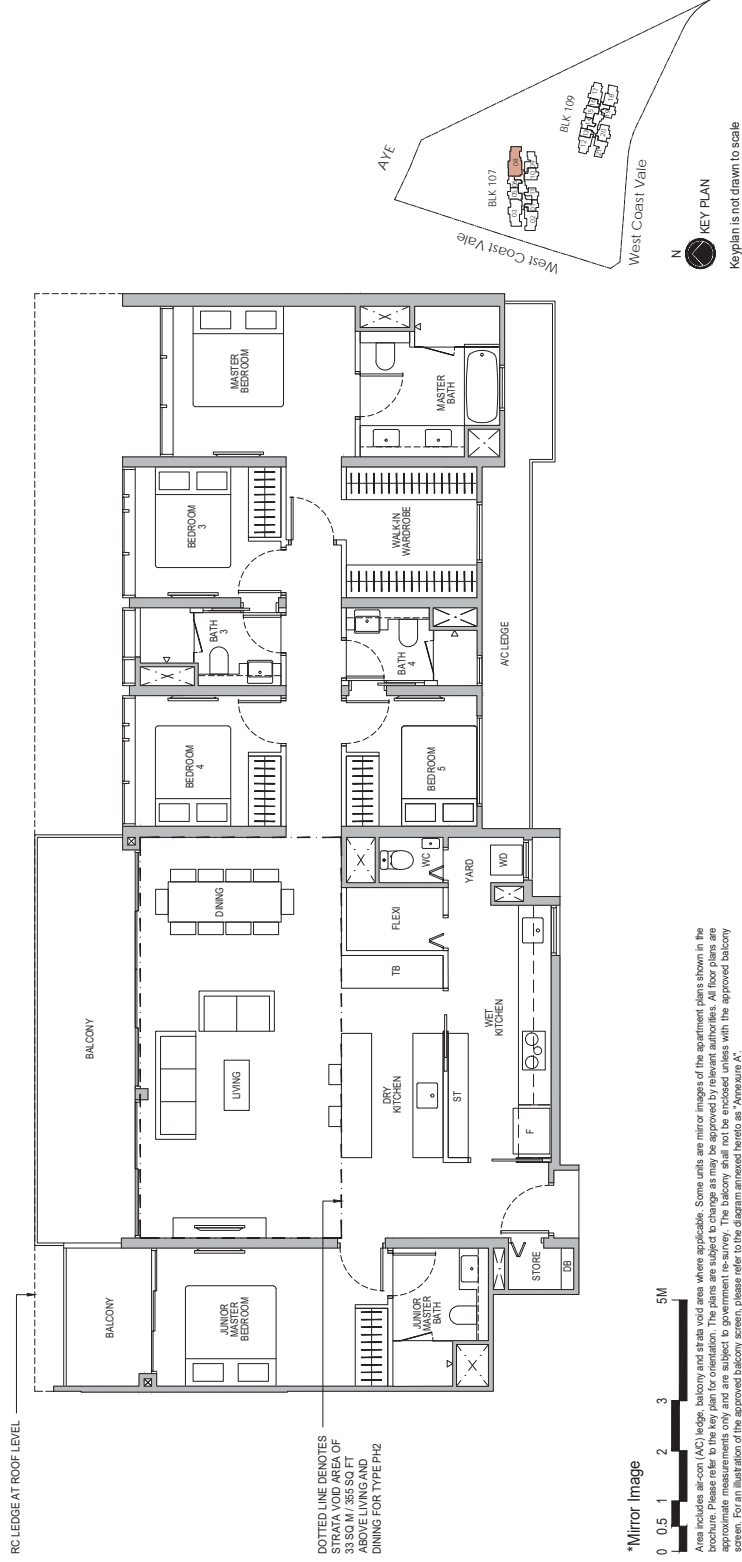 RC LEDGE AT ROOF LEVEL
BALCONY
BALCONY
DOTTED LINE DENOTES
STRATA VOID AREA OF
33 SQ M / 355 SQ FT
ABOVE LIVING AND
DINING FOR TYPE PH2
JUNIOR
MASTER
BEDROOM
LIVING
DINING
BEDROOM
4
BATH
3
BEDROOM
3
MASTER
BEDROOM
JUNIOR
MASTER
BATH
DRY
KITCHEN
TB
FLEXI
WC
BEDROOM
5
BATH
4
WALK-IN
WARDROBE
MASTER
BATH
STORE
DB
ST
F
WET
KITCHEN
YARD
WD
A/C LEDGE
*Mirror Image
0 0.5 1 2 3 5M
Area includes air-con (A/C) ledge, balcony and strata void area where applicable. Some units are mirror images of the apartment plans shown in the
brochure. Please refer to the key plan for orientation. The plans are subject to change as may be approved by relevant authorities. All floor plans are
approximate measurements only and are subject to government re-survey. The balcony shall not be enclosed unless with the approved balcony
screen. For an illustration of the approved balcony screen, please refer to the diagram annexed hereto as "Annexure A".
AYE
BLK 107
BLK 109
03
02
08
12
17
18
20
West Coast Vale
West Coast Vale
N
KEY PLAN
Keyplan is not drawn to scale